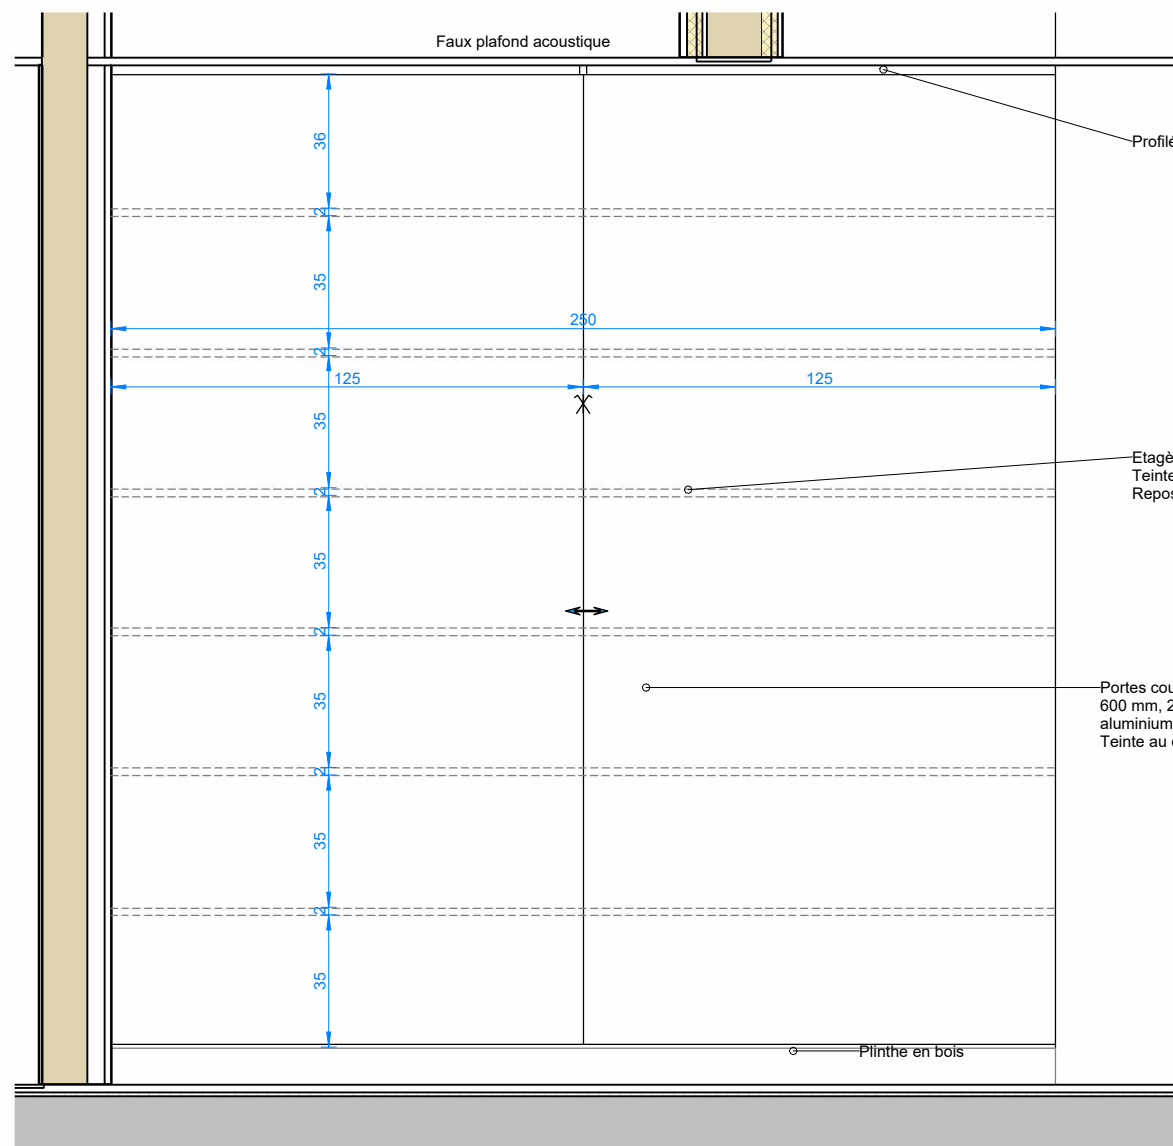 Faux plafond acoustique
36
Profilé
2
35
250
2
125
125
35
Etagè
Teinte
Repos
2
35
2
35
Portes cou
600 mm, 2
aluminium
Teinte au
2
35
2
35
Plinthe en bois